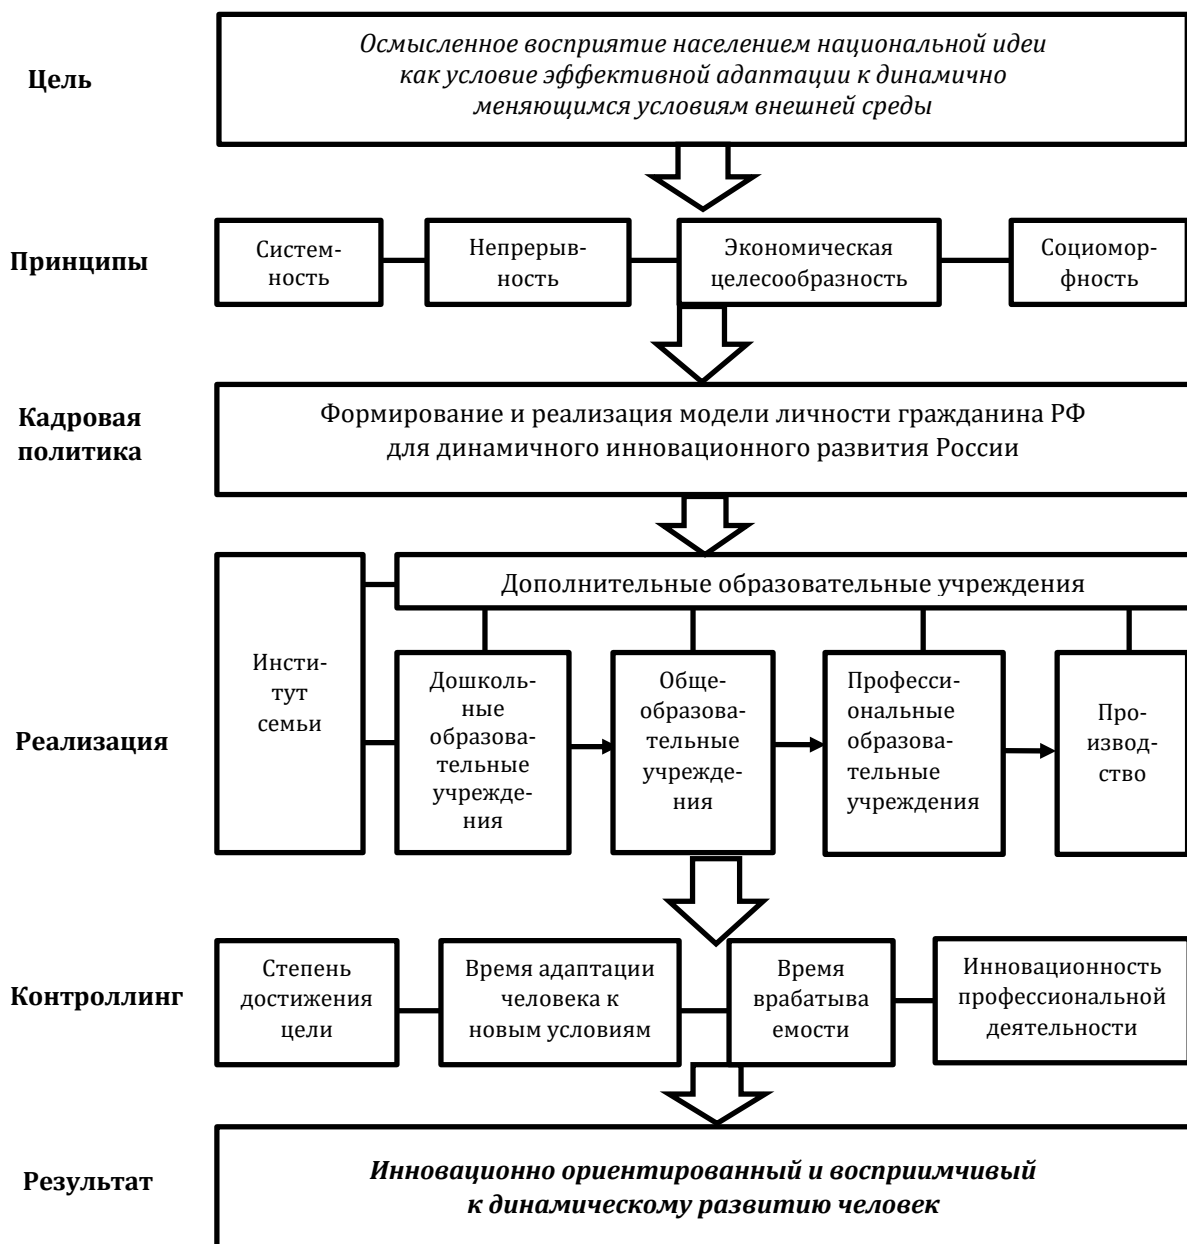 Цель
Осмысленное восприятие населением национальной идеи
как условие эффективной адаптации к динамично
меняющимся условиям внешней среды
Принципы
Систем-
ность
Непрерыв-
ность
Экономическая
целесообразность
Социомор-
фность
Кадровая
политика
Формирование и реализация модели личности гражданина РФ
для динамичного инновационного развития России
Реализация
Инсти-
тут
семьи
Дополнительные образовательные учреждения
Дошколь-
ные
образова-
тельные
учрежде-
ния
Обще-
образова-
тельные
учрежде-
ния
Професси-
ональные
образова-
тельные
учреждения
Про-
извод-
ство
Контроллинг
Степень
достижения
цели
Время адаптации
человека к
новым условиям
Время
врабатыва
емости
Инновационность
профессиональной
деятельности
Результат
Инновационно ориентированный и восприимчивый
к динамическому развитию человек